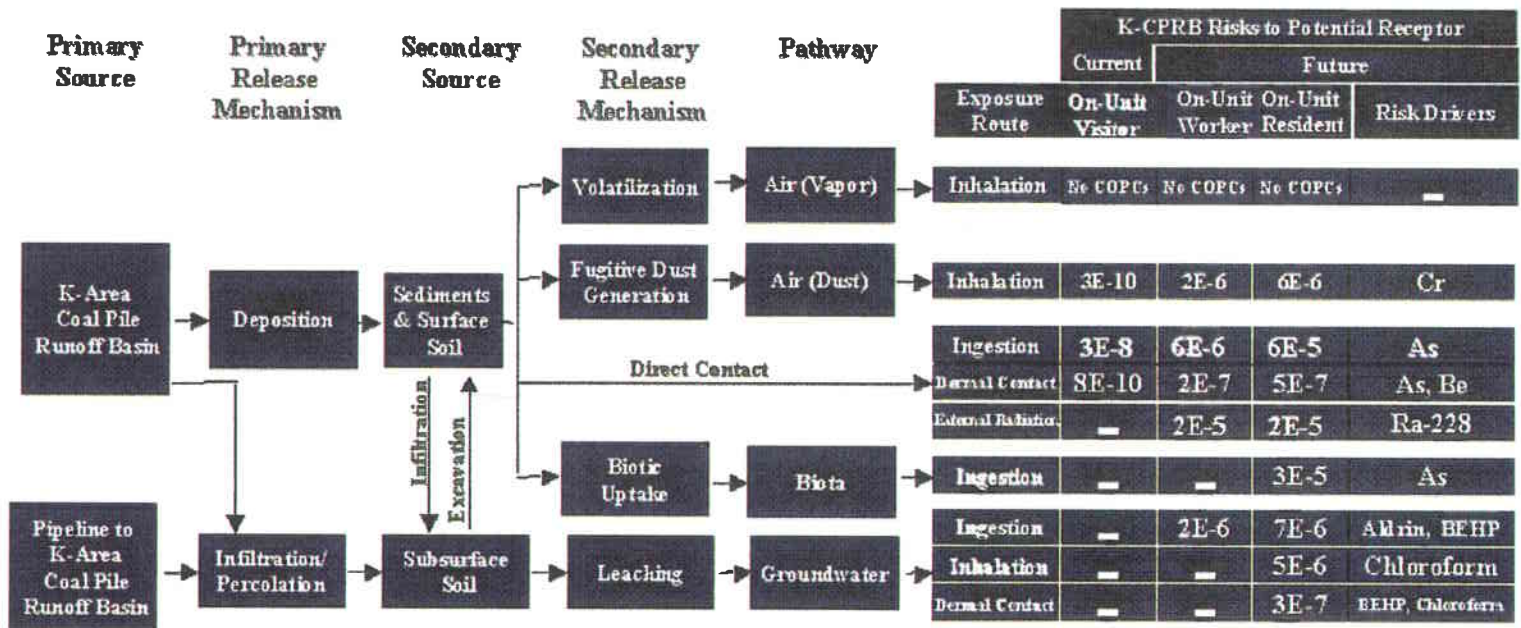 K-CPRB Risks to Potential Receptor
Current
Future
Primary
Source
Primary
Release
Mechanism
Secondary
Source
Secondary
Release
Mechanism
Pathway
Exposure
Route
On-Unit
Visitor
On-Unit
Worker
On-Unit
Resident
Risk Drivers
Volatilization
Air (Vapor)
Inhalation No COPCs No COPCs No COPCs -
K-Area
Coal Pile
Runoff Basin
Deposition
Sediments
& Surface
Soil
Fugitive Dust
Generation
Air (Dust)
Inhalation 3E-10 2E-6 6E-6 Cr
Direct Contact
Ingestion 3E-8 6E-6 6E-5 As
Dermal Contact 8E-10 2E-7 5E-7 As, Be
External Radiation - 2E-5 2E-5 Ra-228
Infiltration
Excavation
Biotic
Uptake
Biota
Ingestion - - 3E-5 As
Pipeline to
K-Area
Coal Pile
Runoff Basin
Infiltration/
Percolation
Subsurface
Soil
Leaching
Groundwater
Ingestion - 2E-6 7E-6 Aldrin, BEHP
Inhalation - - 5E-6 Chloroform
Dermal Contact - - 3E-7 BEHP, Chloroform